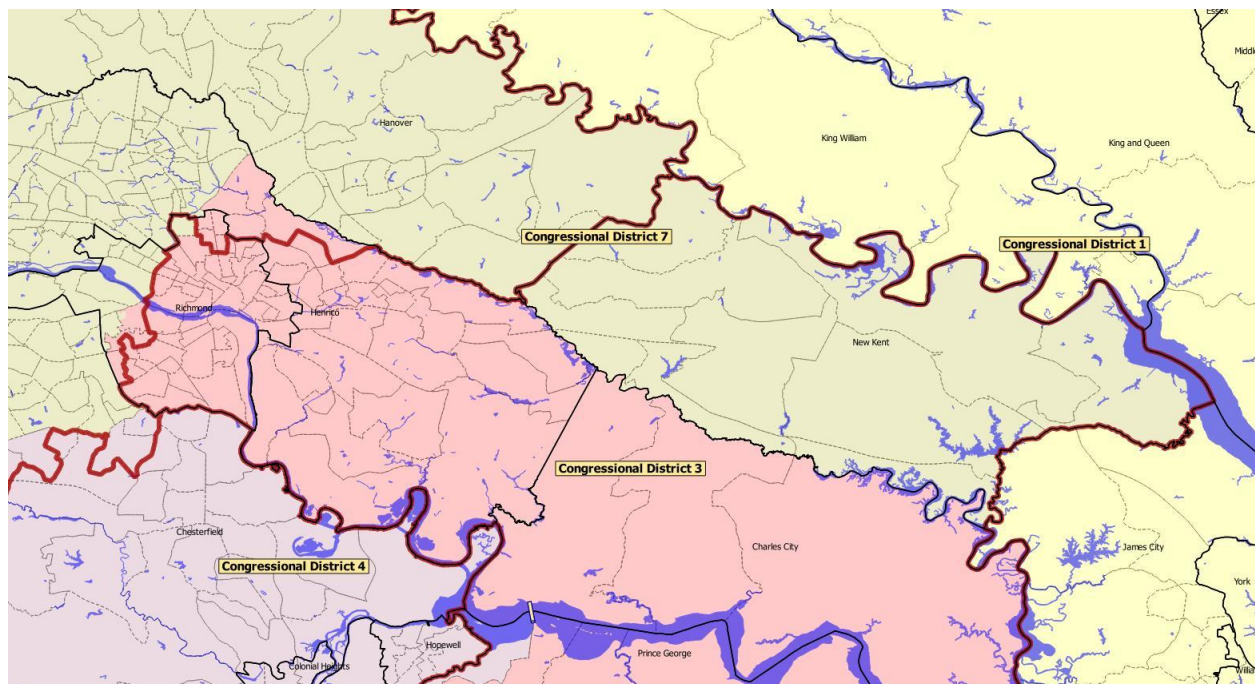 Essex
Middl
Hanover
King William
King and Queen
Congressional District 7
Congressional District 1
Richmond
Henrico
New Kent
Congressional District 3
Chesterfield
Charles City
James City
Congressional District 4
York
Hopewell
Colonial Heights
Prince George
Willia